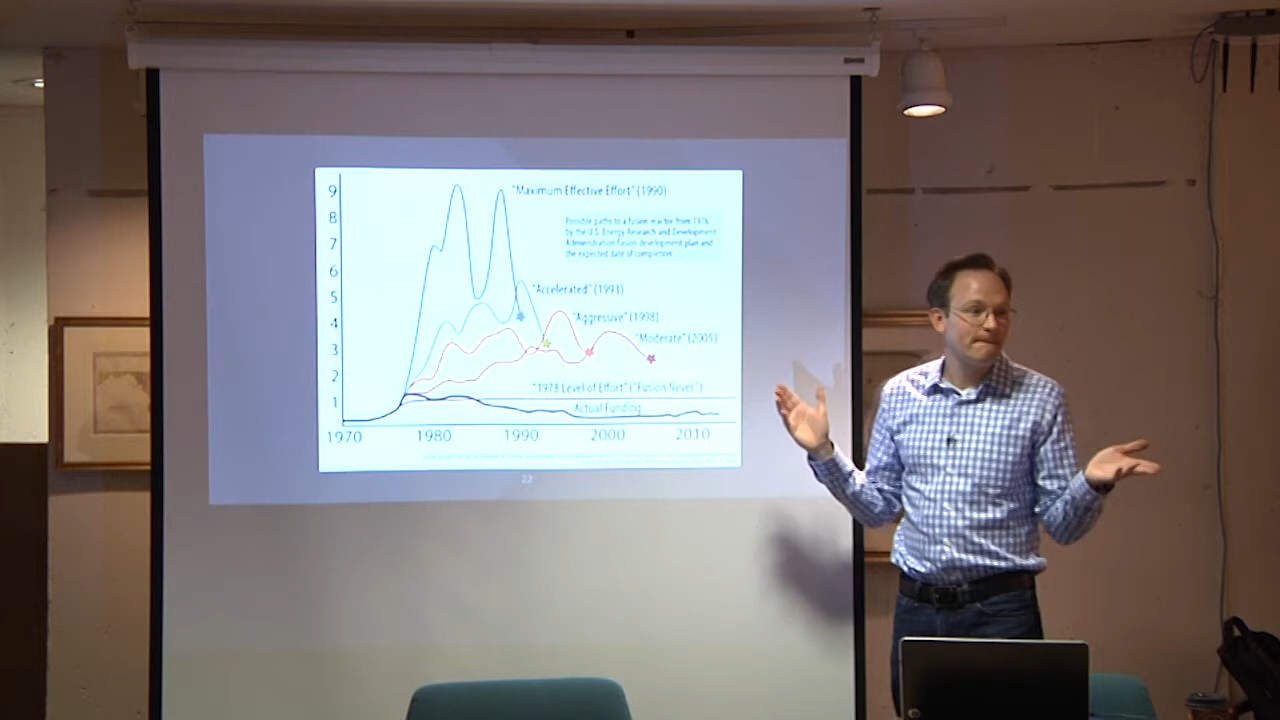 9
"Maximum Effective Effort" (1990)
8
Possible paths to a fusion reactor from 1976
by the U.S. Energy Research and Development
Administration fusion development plan and
the expected date of completion.
7
6
5
"Accelerated" (1993)
4
"Aggressive" (1998)
3
"Moderate" (2005)
2
"1978 Level of Effort" ("Fusion Never")
1
Actual Funding
1970 1980 1990 2000 2010
22